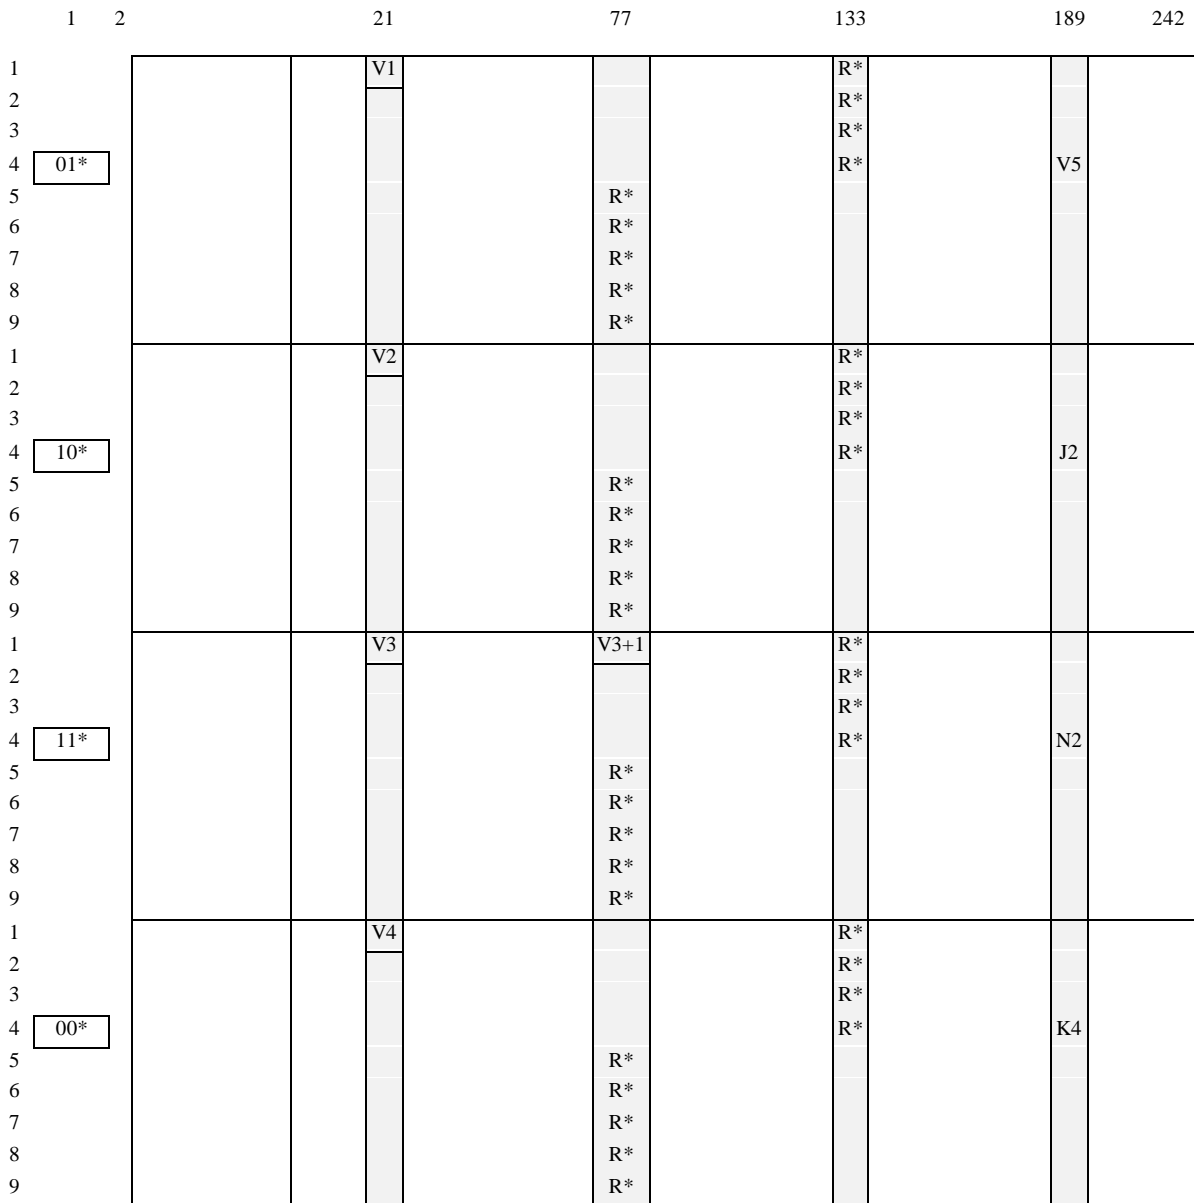 1 2 21 77 133 189 242
1 V1 R*
2 R*
3 R*
4 01* R* V5
5 R*
6 R*
7 R*
8 R*
9 R*
1 V2 R*
2 R*
3 R*
4 10* R* J2
5 R*
6 R*
7 R*
8 R*
9 R*
1 V3 V3+1 R*
2 R*
3 R*
4 11* R* N2
5 R*
6 R*
7 R*
8 R*
9 R*
1 V4 R*
2 R*
3 R*
4 00* R* K4
5 R*
6 R*
7 R*
8 R*
9 R*